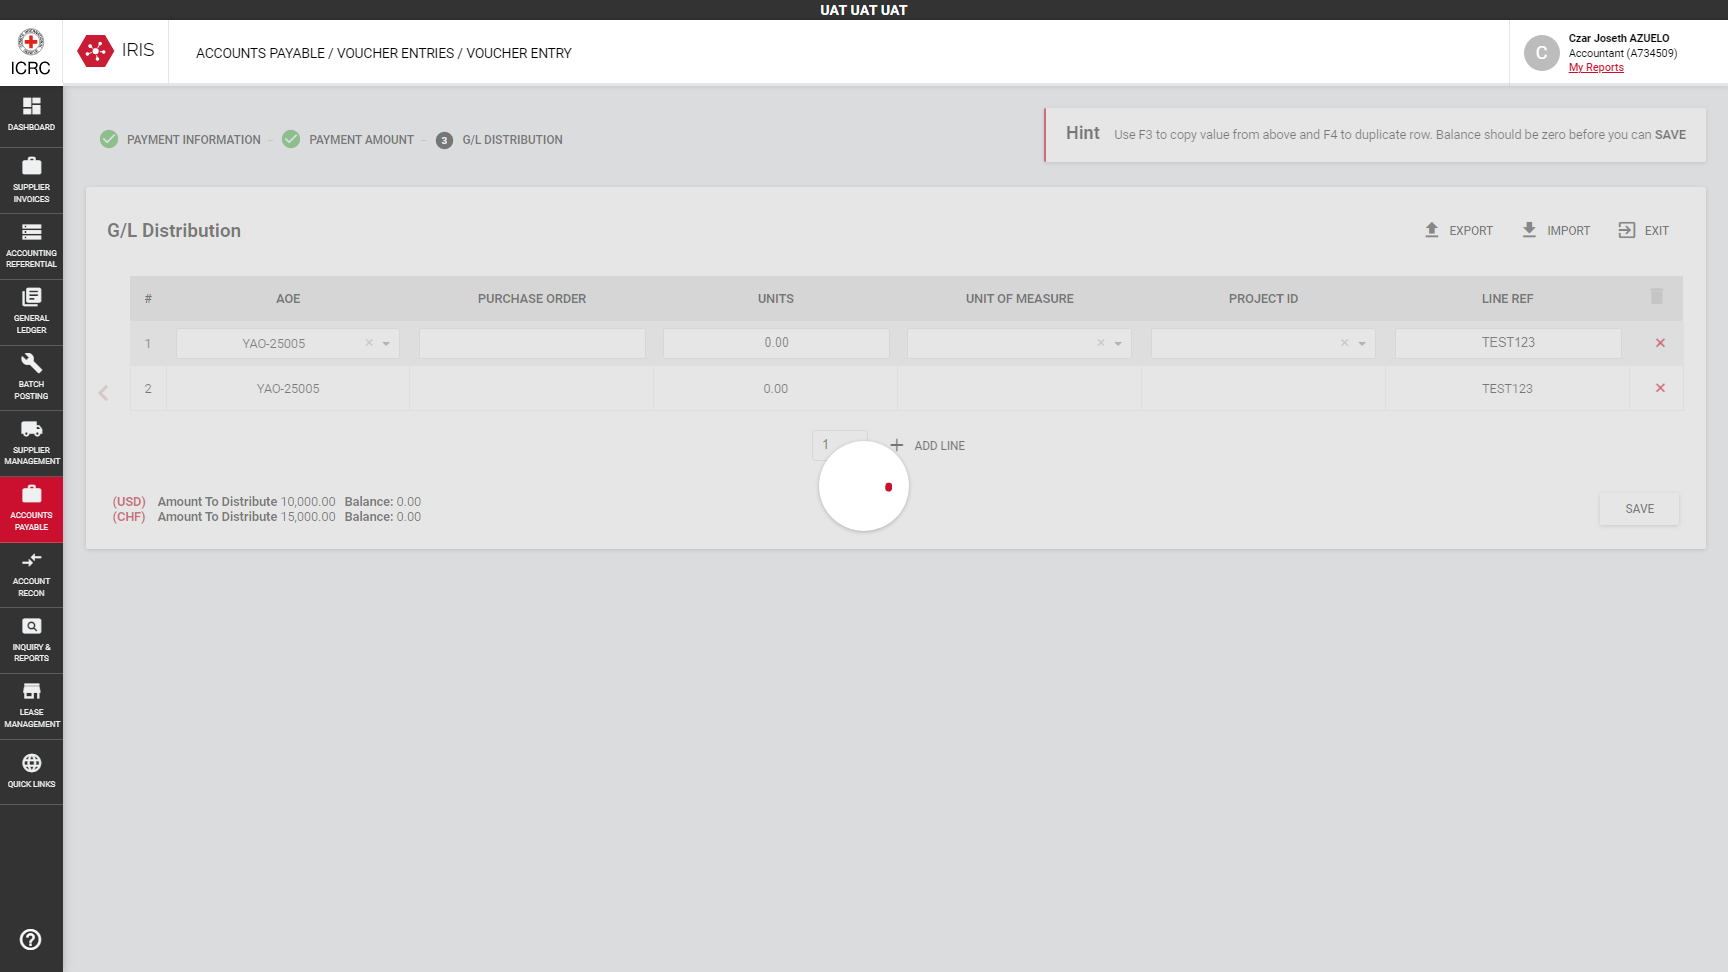 UAT UAT UAT
ICRC
IRIS
ACCOUNTS PAYABLE / VOUCHER ENTRIES / VOUCHER ENTRY
C
Czar Joseth AZUELO
Accountant (A734509)
My Reports
DASHBOARD
SUPPLIER
INVOICES
ACCOUNTING
REFERENTIAL
GENERAL
LEDGER
BATCH
POSTING
SUPPLIER
MANAGEMENT
ACCOUNTS
PAYABLE
ACCOUNT
RECON
INQUIRY &
REPORTS
LEASE
MANAGEMENT
QUICK LINKS
PAYMENT INFORMATION
PAYMENT AMOUNT
3 G/L DISTRIBUTION
Hint Use F3 to copy value from above and F4 to duplicate row. Balance should be zero before you can SAVE
G/L Distribution
EXPORT IMPORT EXIT
# AOE PURCHASE ORDER UNITS UNIT OF MEASURE PROJECT ID LINE REF
1 YAO-25005 0.00 TEST123
2 YAO-25005 0.00 TEST123
1 ADD LINE
(USD) Amount To Distribute 10,000.00 Balance: 0.00
(CHF) Amount To Distribute 15,000.00 Balance: 0.00
SAVE